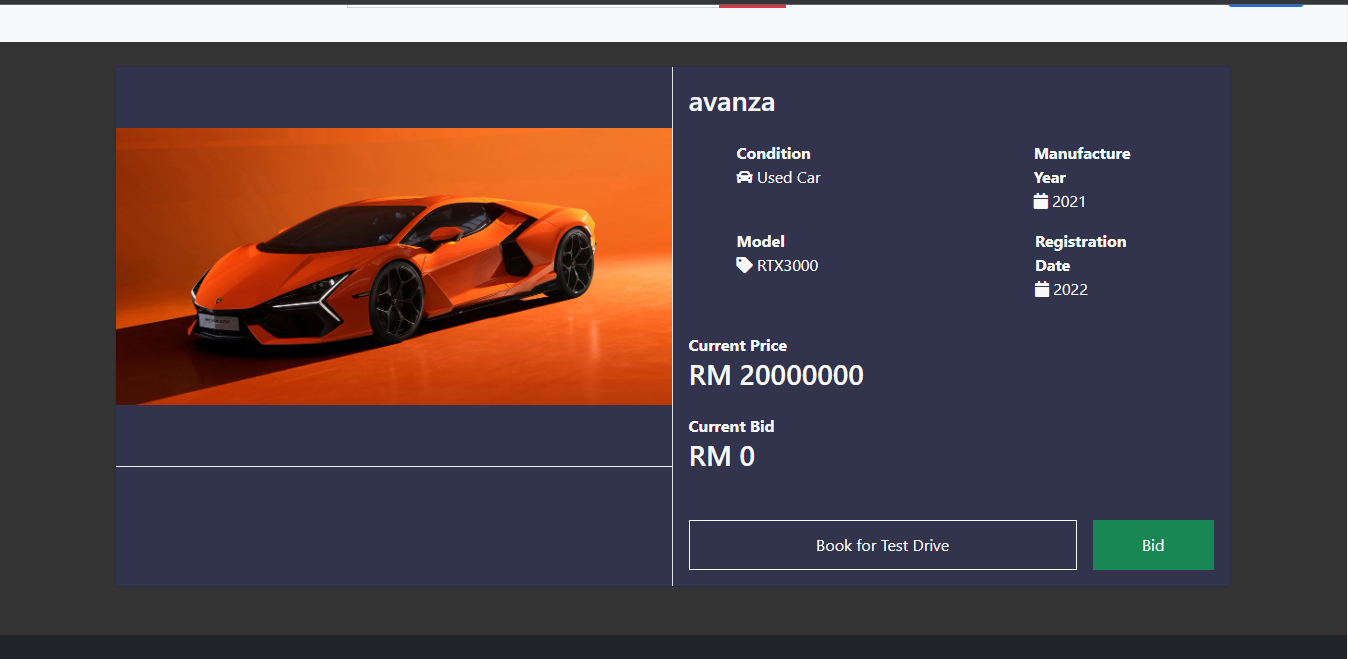 avanza
Condition
Used Car
Manufacture
Year
2021
Model
RTX3000
Registration
Date
2022
Current Price
RM 20000000
Current Bid
RM 0
Book for Test Drive
Bid